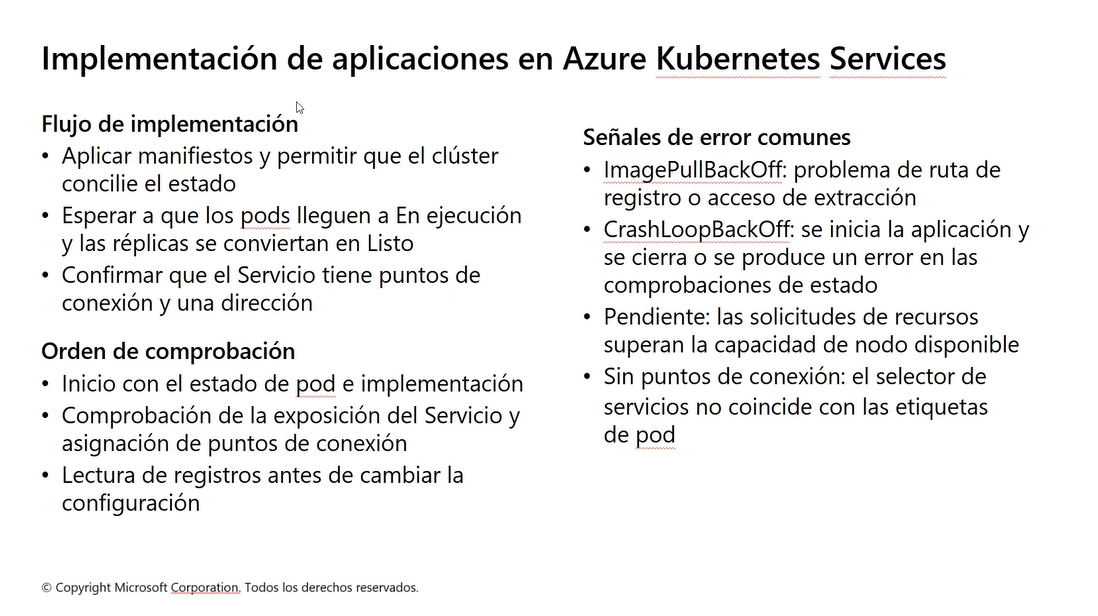 Implementación de aplicaciones en Azure Kubernetes Services
Flujo de implementación
• Aplicar manifiestos y permitir que el clúster
concilie el estado
• Esperar a que los pods lleguen a En ejecución
y las réplicas se conviertan en Listo
• Confirmar que el Servicio tiene puntos de
conexión y una dirección
Orden de comprobación
• Inicio con el estado de pod e implementación
• Comprobación de la exposición del Servicio y
asignación de puntos de conexión
• Lectura de registros antes de cambiar la
configuración
Señales de error comunes
• ImagePullBackOff: problema de ruta de
registro o acceso de extracción
• CrashLoopBackOff: se inicia la aplicación y
se cierra o se produce un error en las
comprobaciones de estado
• Pendiente: las solicitudes de recursos
superan la capacidad de nodo disponible
• Sin puntos de conexión: el selector de
servicios no coincide con las etiquetas
de pod
© Copyright Microsoft Corporation. Todos los derechos reservados.